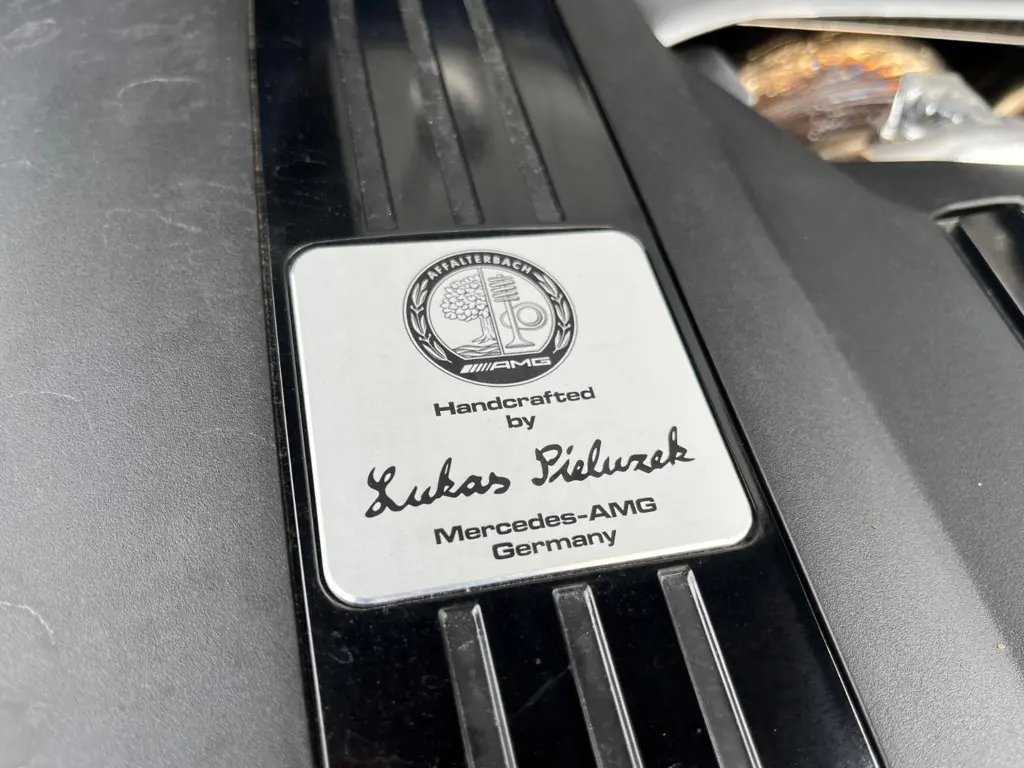 AFFALTERBACH
AMG
Handcrafted
by
Lukas Pieluzek
Mercedes-AMG
Germany